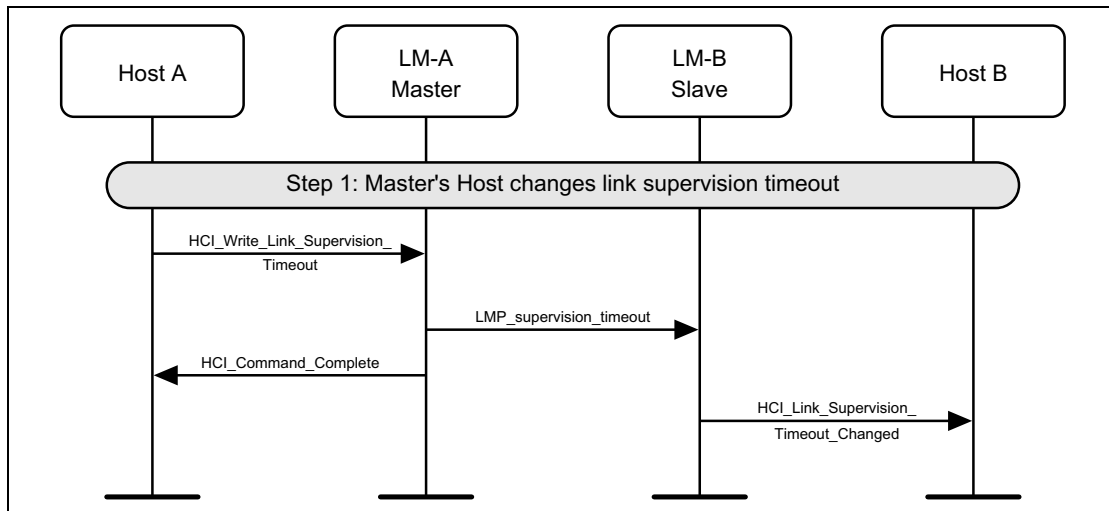 Host A
LM-A
Master
LM-B
Slave
Host B
Step 1: Master's Host changes link supervision timeout
HCI_Write_Link_Supervision_
Timeout
LMP_supervision_timeout
HCI_Command_Complete
HCI_Link_Supervision_
Timeout_Changed